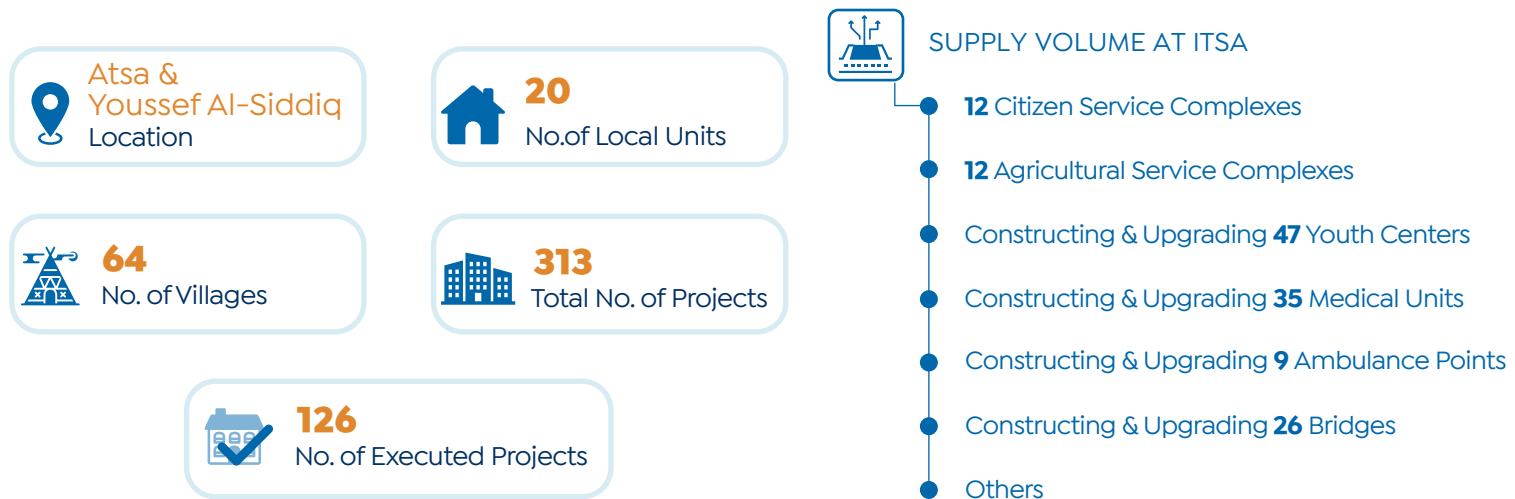 Atsa &
Youssef Al-Siddiq
Location
20
No.of Local Units
64
No. of Villages
313
Total No. of Projects
126
No. of Executed Projects
SUPPLY VOLUME AT ITSA
12 Citizen Service Complexes
12 Agricultural Service Complexes
Constructing & Upgrading 47 Youth Centers
Constructing & Upgrading 35 Medical Units
Constructing & Upgrading 9 Ambulance Points
Constructing & Upgrading 26 Bridges
Others